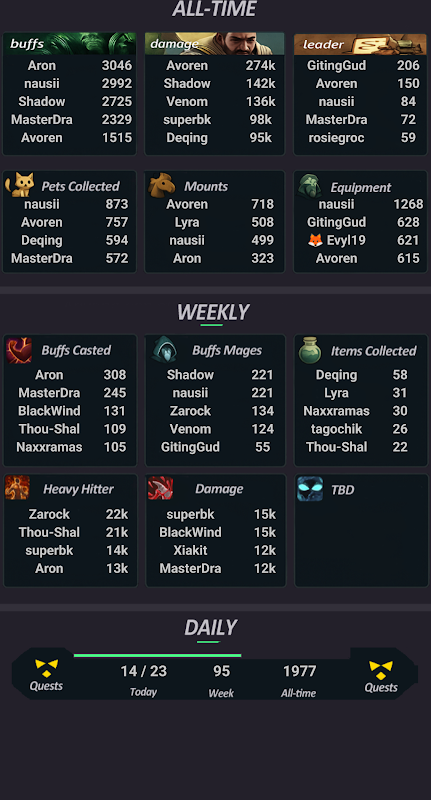 ALL-TIME
buffs
Aron 3046
nausii 2992
Shadow 2725
MasterDra 2329
Avoren 1515
damage
Avoren 274k
Shadow 142k
Venom 136k
superbk 98k
Deqing 95k
leader
GitingGud 206
Avoren 150
nausii 84
MasterDra 72
rosiegroc 59
Pets Collected
nausii 873
Avoren 757
Deqing 594
MasterDra 572
Mounts
Avoren 718
Lyra 508
nausii 499
Aron 323
Equipment
nausii 1268
GitingGud 628
🦊 Evyl19 621
Avoren 615
WEEKLY
Buffs Casted
Aron 308
MasterDra 245
BlackWind 131
Thou-Shal 109
Naxxramas 105
Buffs Mages
Shadow 221
nausii 221
Zarock 134
Venom 124
GitingGud 55
Items Collected
Deqing 58
Lyra 31
Naxxramas 30
tagochik 26
Thou-Shal 22
Heavy Hitter
Zarock 22k
Thou-Shal 21k
superbk 14k
Aron 13k
Damage
superbk 15k
BlackWind 15k
Xiakit 12k
MasterDra 12k
TBD
DAILY
Quests
14 / 23 95 1977
Today Week All-time
Quests